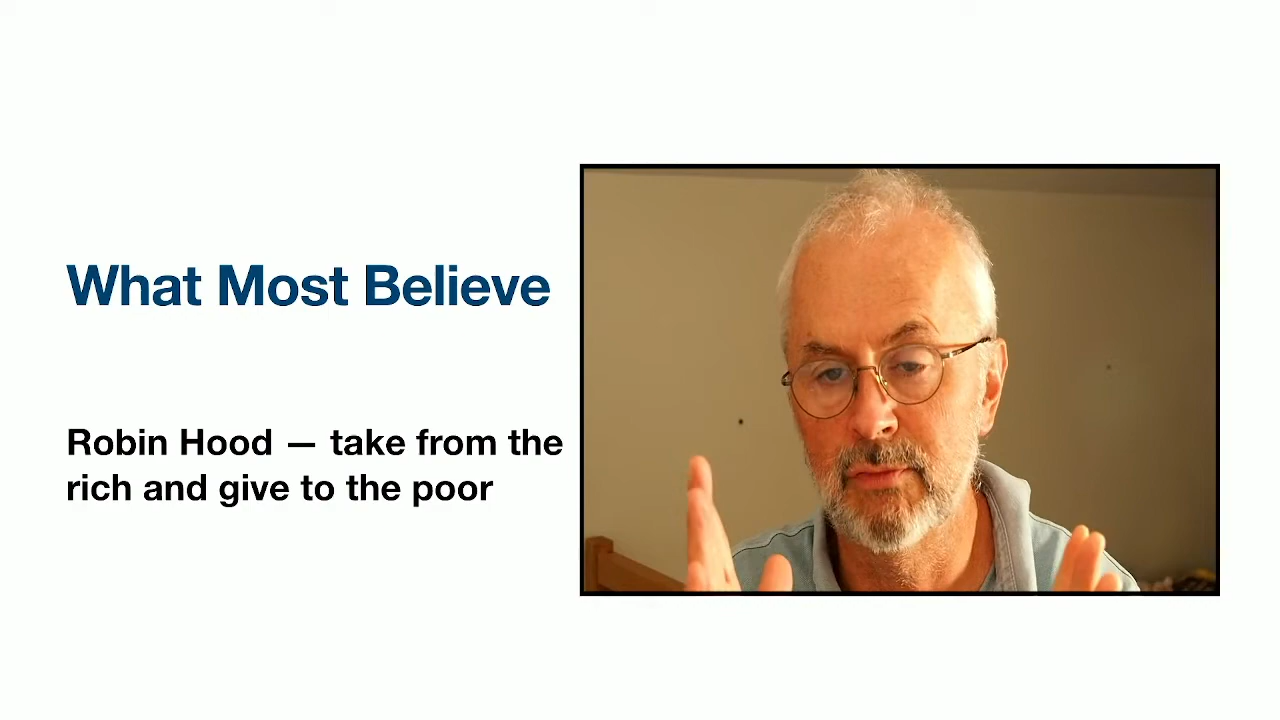 What Most Believe
Robin Hood — take from the
rich and give to the poor